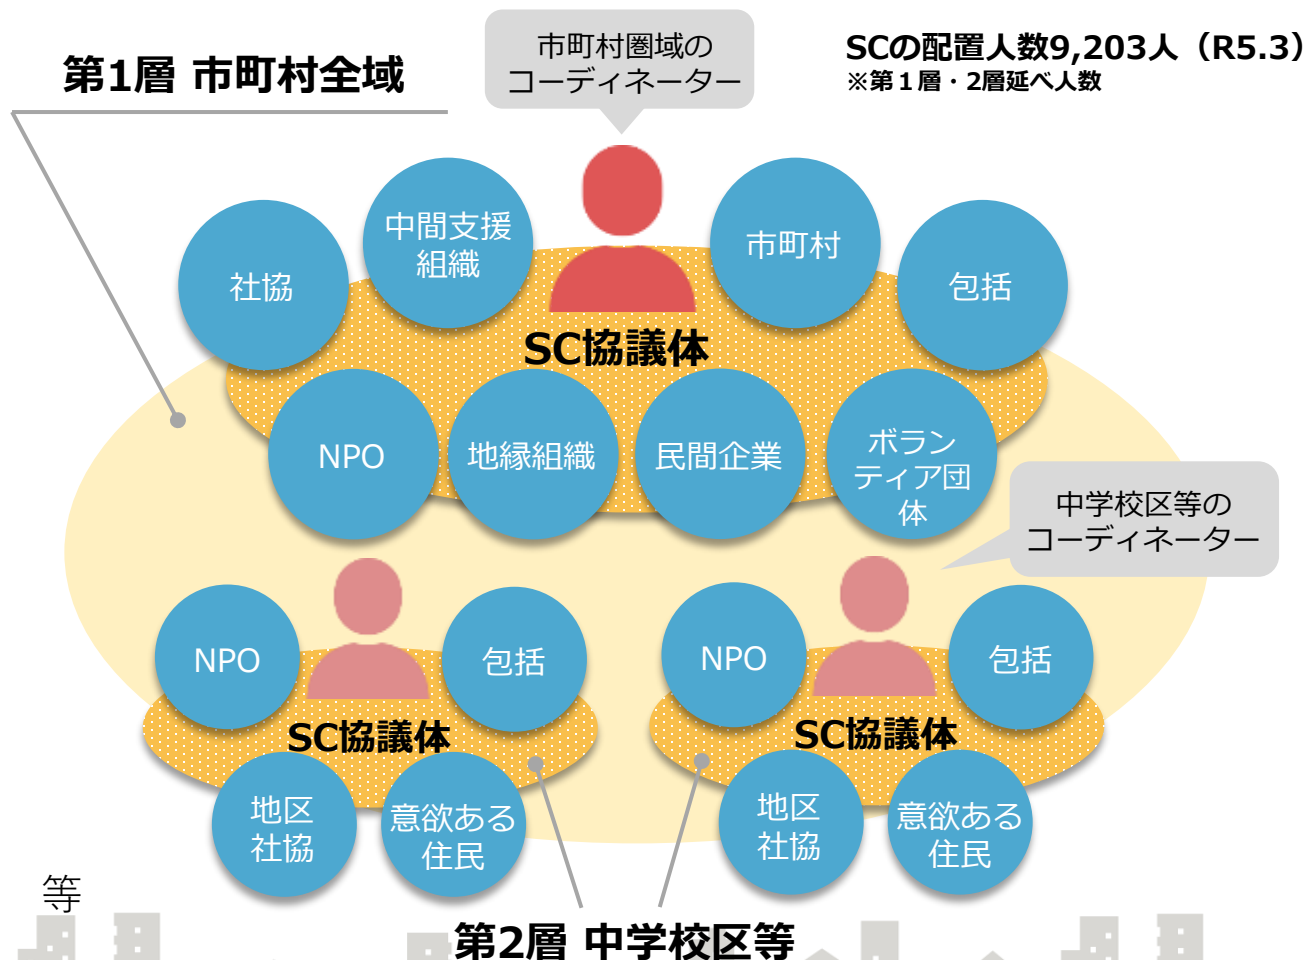 第1層 市町村全域
市町村圏域の
コーディネーター
SCの配置人数9,203人（R5.3）
※第１層・2層延べ人数
社協
中間支援
組織
市町村
包括
SC協議体
NPO
地縁組織
民間企業
ボラン
ティア団
体
中学校区等の
コーディネーター
NPO
包括
SC協議体
地区
社協
意欲ある
住民
NPO
包括
SC協議体
地区
社協
意欲ある
住民
等
第2層 中学校区等